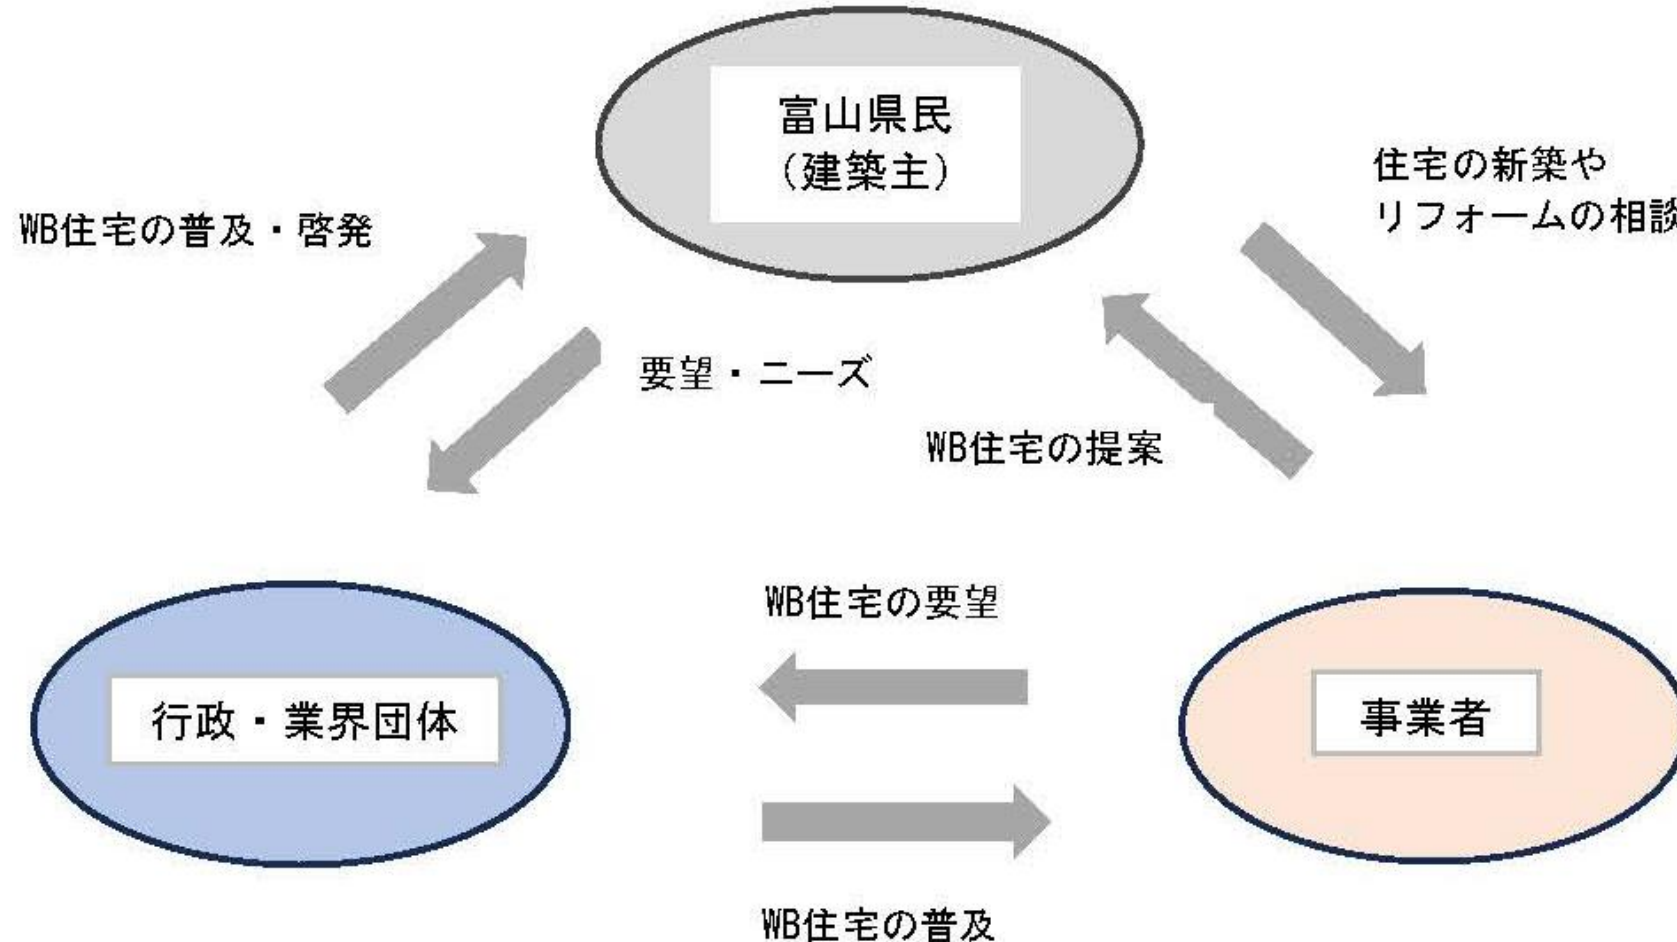 富山県民
(建築主)
住宅の新築や
リフォームの相談
WB住宅の普及・啓発
要望・ニーズ
WB住宅の提案
WB住宅の要望
行政・業界団体
事業者
WB住宅の普及